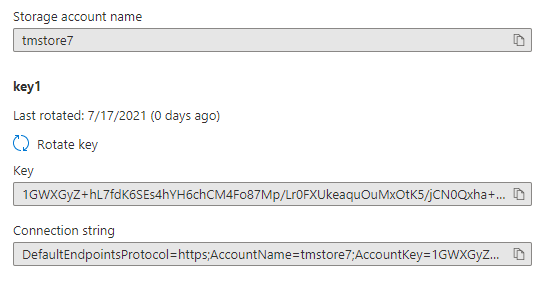 Storage account name
tmstore7
key1
Last rotated: 7/17/2021 (0 days ago)
Rotate key
Key
1GWXGyZ+hL7fdK6SEs4hYH6chCM4Fo87Mp/Lr0FXUkeaquOuMxOtK5/jCN0Qxha+...
Connection string
DefaultEndpointsProtocol=https;AccountName=tmstore7;AccountKey=1GWXGyZ...